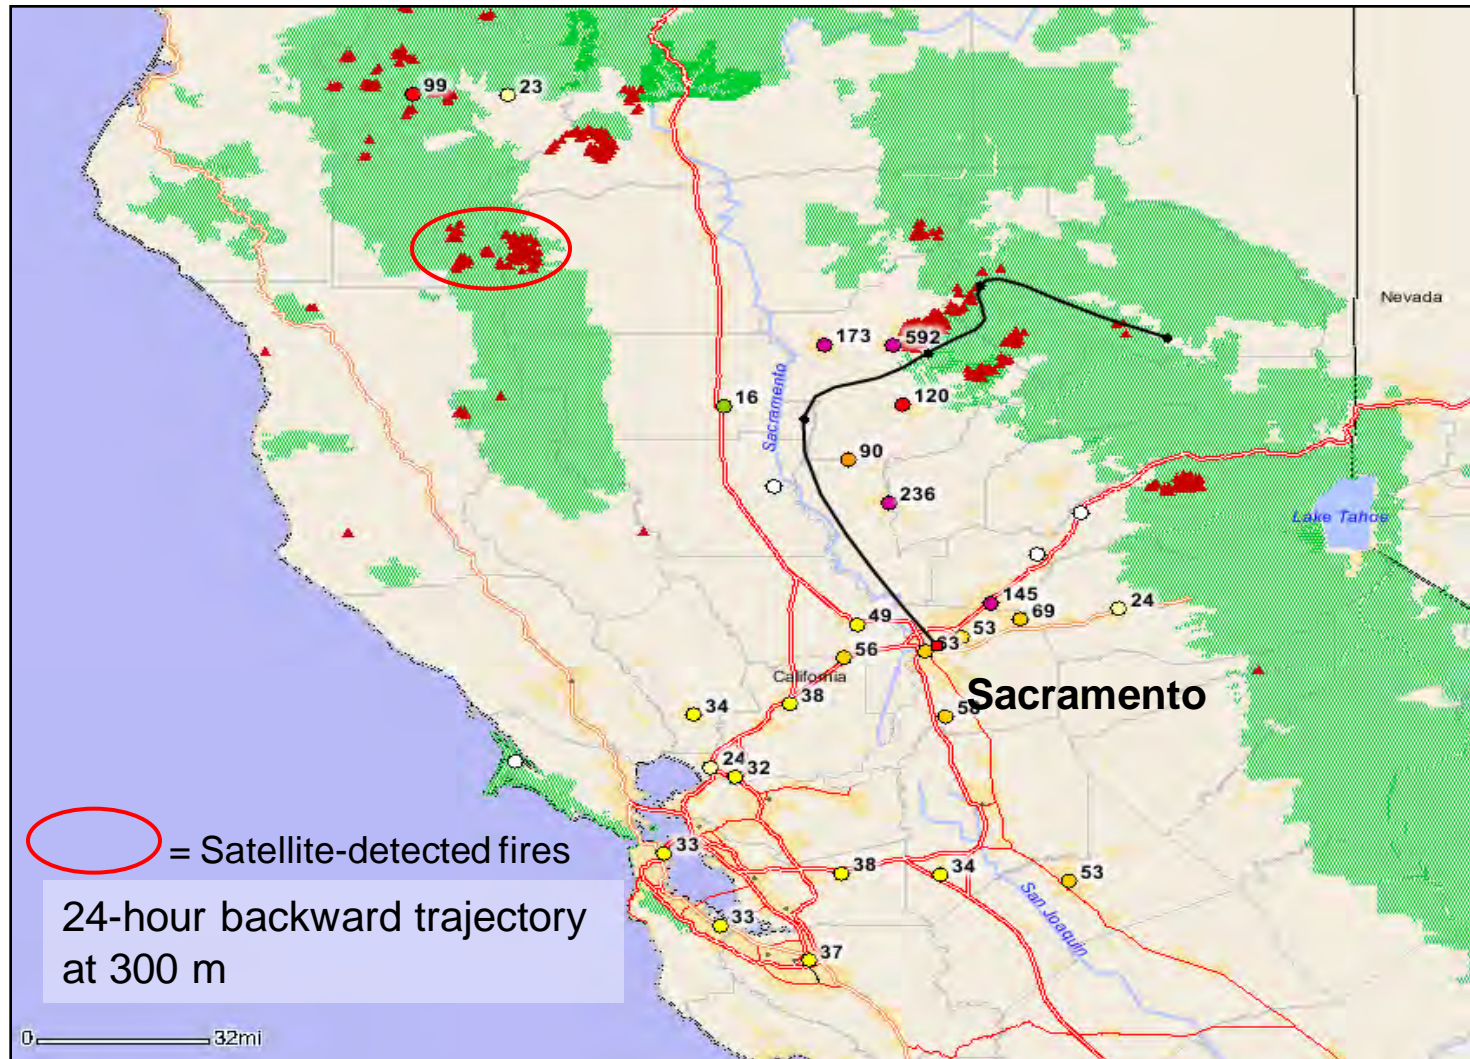 99
23
Nevada
173
592
Sacramento
16
120
90
236
Lake Tahoe
145
24
69
49
53
63
56
California
Sacramento
38
34
58
24
32
= Satellite-detected fires
33
38
34
53
24-hour backward trajectory
at 300 m
San Joaquin
33
37
0
32mi